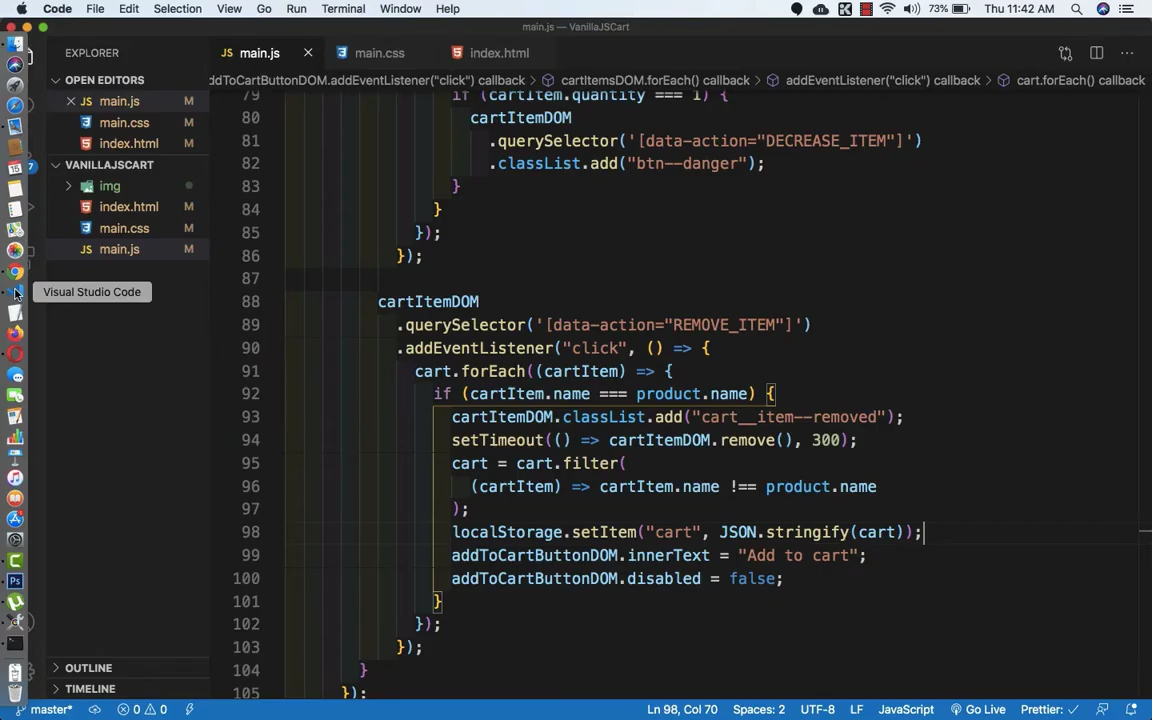 Code File Edit Selection View Go Run Terminal Window Help 73% Thu 11:42 AM
main.js — VanillaJSCart
EXPLORER
main.js
main.css
index.html
OPEN EDITORS
main.js M
main.css
index.html M
VANILLAJSCART
img
index.html M
main.css M
main.js M
Visual Studio Code
17
7
OUTLINE
TIMELINE
addToCartButtonDOM.addEventListener("click") callback cartItemsDOM.forEach() callback addEventListener("click") callback cart.forEach() callback
79 if (cartItem.quantity === 1) {
80 cartItemDOM
81 .querySelector('[data-action="DECREASE_ITEM"]')
82 .classList.add("btn--danger");
83 }
84 }
85 });
86 });
87
88 cartItemDOM
89 .querySelector('[data-action="REMOVE_ITEM"]')
90 .addEventListener("click", () => {
91 cart.forEach((cartItem) => {
92 if (cartItem.name === product.name) {
93 cartItemDOM.classList.add("cart__item--removed");
94 setTimeout(() => cartItemDOM.remove(), 300);
95 cart = cart.filter(
96 (cartItem) => cartItem.name !== product.name
97 );
98 localStorage.setItem("cart", JSON.stringify(cart));
99 addToCartButtonDOM.innerText = "Add to cart";
100 addToCartButtonDOM.disabled = false;
101 }
102 });
103 });
104 }
105 });
master* 0 0 Ln 98, Col 70 Spaces: 2 UTF-8 LF JavaScript Go Live Prettier: ✓